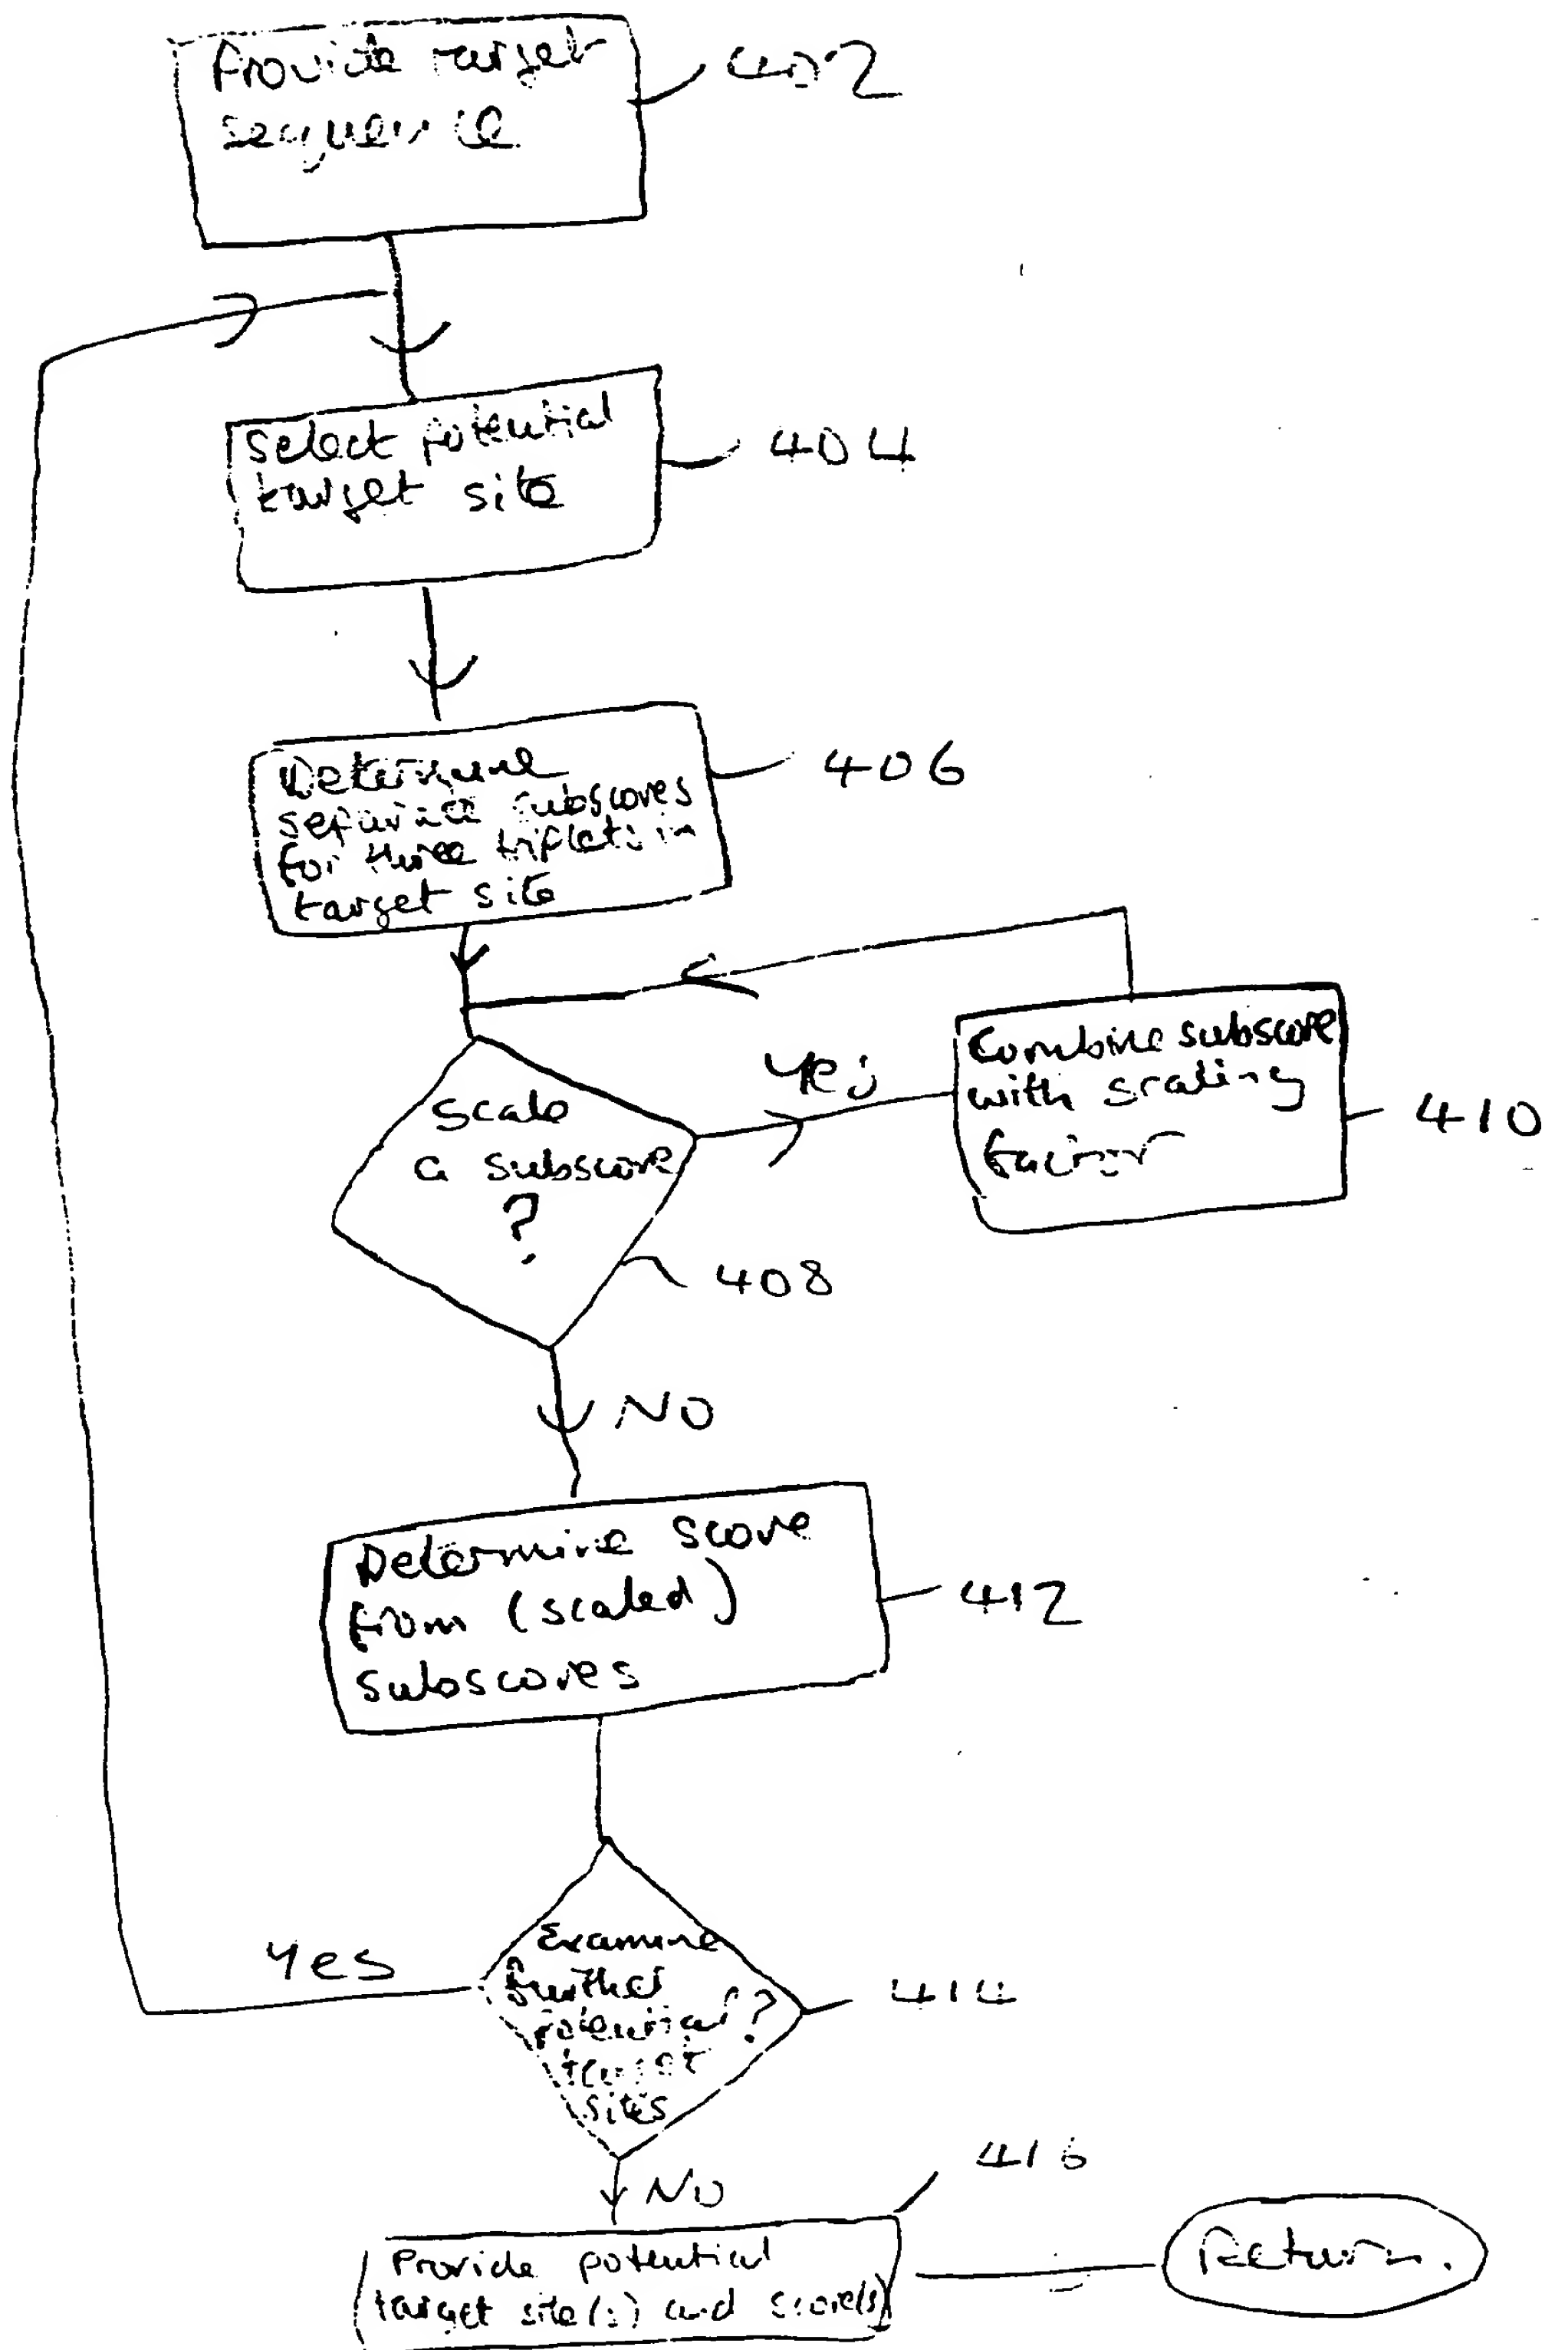 Provide target
sequence
402
Select potential
target site
404
Determine
separate subscores
for three triplets in
target site
406
Scale
a subscore
?
408
Yes
Combine subscore
with scaling
factor
410
NO
Determine score
from (scaled)
subscores
412
Examine
further
potential ?
target
sites
414
Yes
NO
416
Provide potential
target site(s) and score(s)
Return.